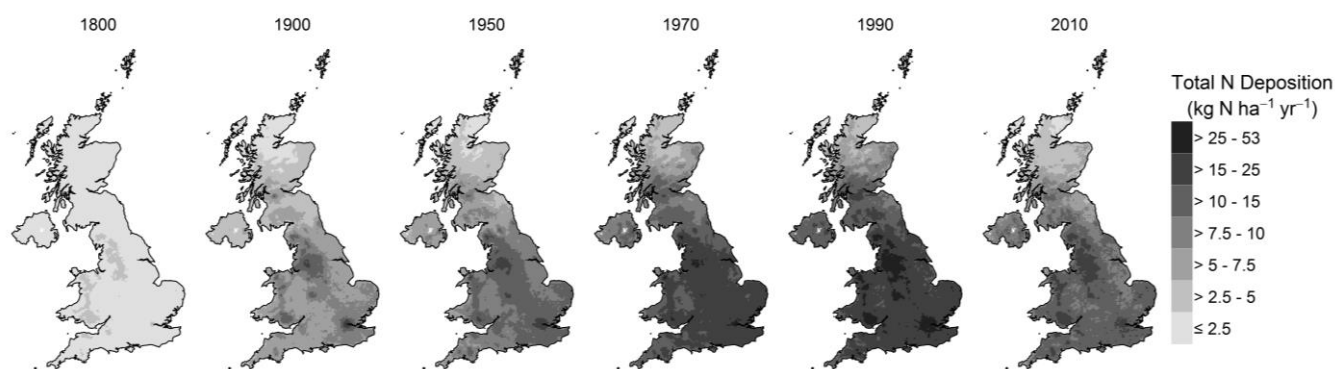 1800 1900 1950 1970 1990 2010
Total N Deposition
(kg N ha⁻¹ yr⁻¹)
> 25 - 53
> 15 - 25
> 10 - 15
> 7.5 - 10
> 5 - 7.5
> 2.5 - 5
≤ 2.5